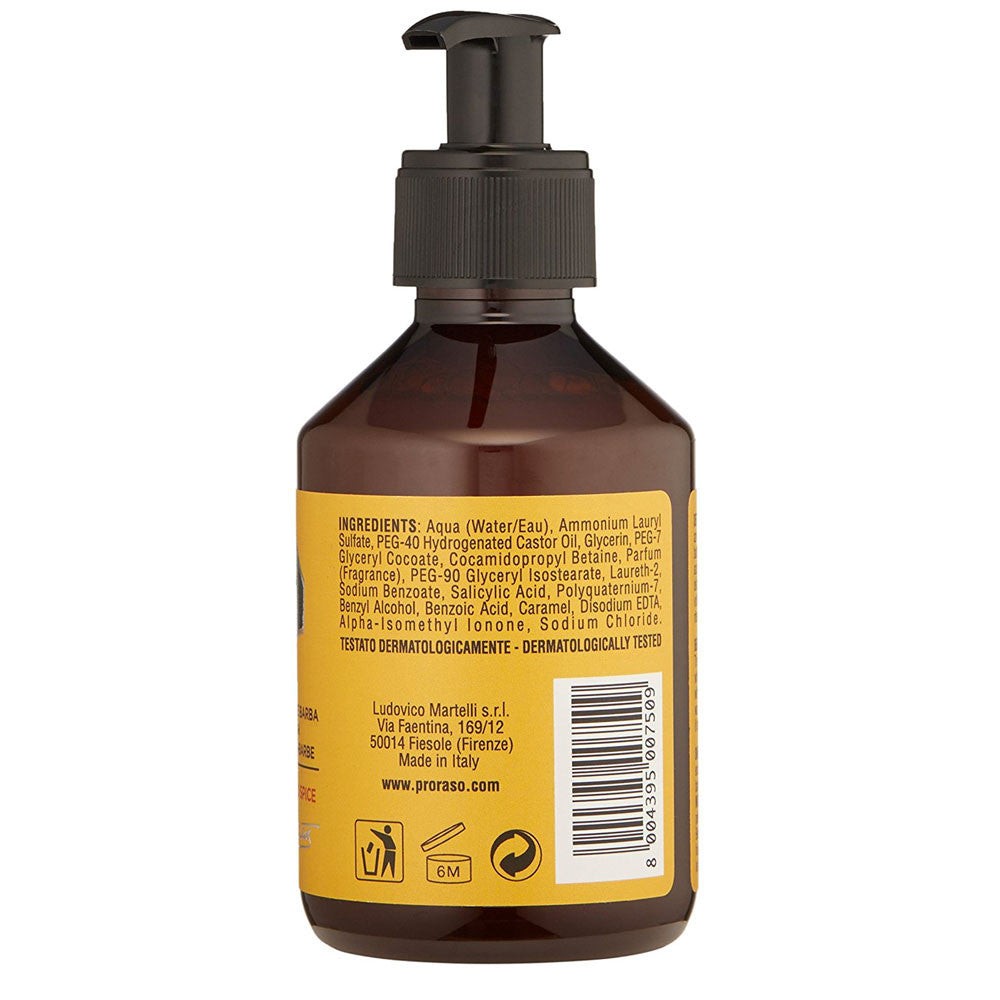 INGREDIENTS: Aqua (Water/Eau), Ammonium Lauryl
Sulfate, PEG-40 Hydrogenated Castor Oil, Glycerin, PEG-7
Glyceryl Cocoate, Cocamidopropyl Betaine, Parfum
(Fragrance), PEG-90 Glyceryl Isostearate, Laureth-2,
Sodium Benzoate, Salicylic Acid, Polyquaternium-7,
Benzyl Alcohol, Benzoic Acid, Caramel, Disodium EDTA,
Alpha-Isomethyl Ionone, Sodium Chloride.
TESTATO DERMATOLOGICAMENTE - DERMATOLOGICALLY TESTED
Ludovico Martelli s.r.l.
Via Faentina, 169/12
50014 Fiesole (Firenze)
Made in Italy
www.proraso.com
6M
8 004395 007509
BARBA
BARBE
SPICE